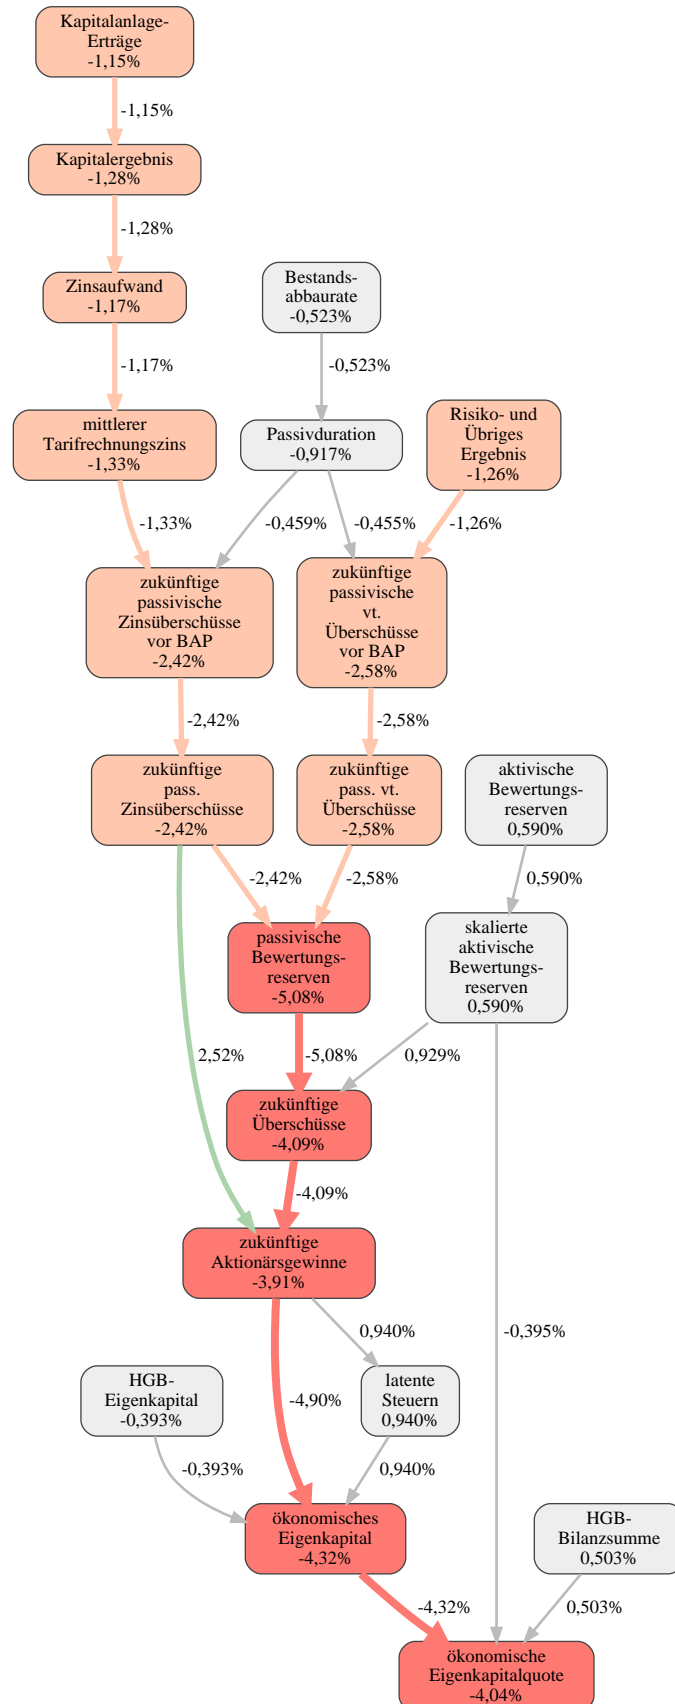 Kapitalanlage-
Erträge
-1,15%
-1,15%
Kapitalergebnis
-1,28%
-1,28%
Zinsaufwand
-1,17%
Bestands-
abbaurate
-0,523%
-1,17%
-0,523%
mittlerer
Tarifrechnungszins
-1,33%
Passivduration
-0,917%
Risiko- und
Übriges
Ergebnis
-1,26%
-1,33%
-0,459%
-0,455%
-1,26%
zukünftige
passivische
Zinsüberschüsse
vor BAP
-2,42%
zukünftige
passivische
vt.
Überschüsse
vor BAP
-2,58%
-2,42%
-2,58%
zukünftige
pass.
Zinsüberschüsse
-2,42%
zukünftige
pass. vt.
Überschüsse
-2,58%
aktivische
Bewertungs-
reserven
0,590%
-2,42%
-2,58%
0,590%
passivische
Bewertungs-
reserven
-5,08%
skalierte
aktivische
Bewertungs-
reserven
0,590%
2,52%
-5,08%
0,929%
zukünftige
Überschüsse
-4,09%
-4,09%
zukünftige
Aktionärsgewinne
-3,91%
0,940%
-0,395%
HGB-
Eigenkapital
-0,393%
-4,90%
latente
Steuern
0,940%
-0,393%
0,940%
ökonomisches
Eigenkapital
-4,32%
HGB-
Bilanzsumme
0,503%
-4,32%
0,503%
ökonomische
Eigenkapitalquote
-4,04%